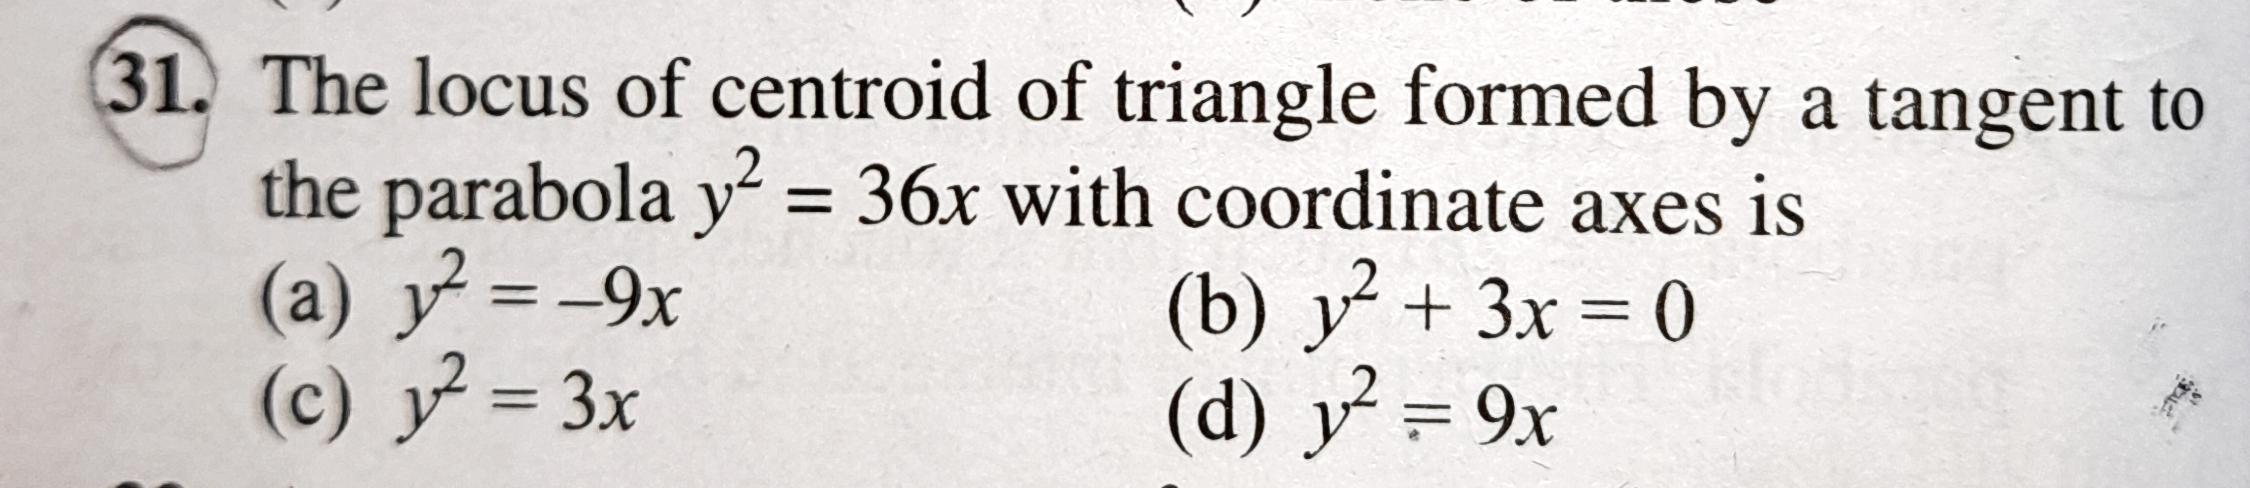 31. The locus of centroid of triangle formed by a tangent to
the parabola y² = 36x with coordinate axes is
(a) y² = –9x (b) y² + 3x = 0
(c) y² = 3x (d) y² = 9x